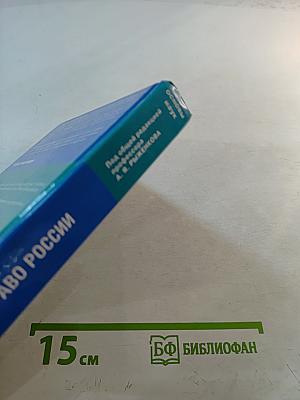 Под общей редакцией
профессора
А. Я. РЫЖЕНКОВА
АВО РОССИИ
15 см
БФ БИБЛИОФАН